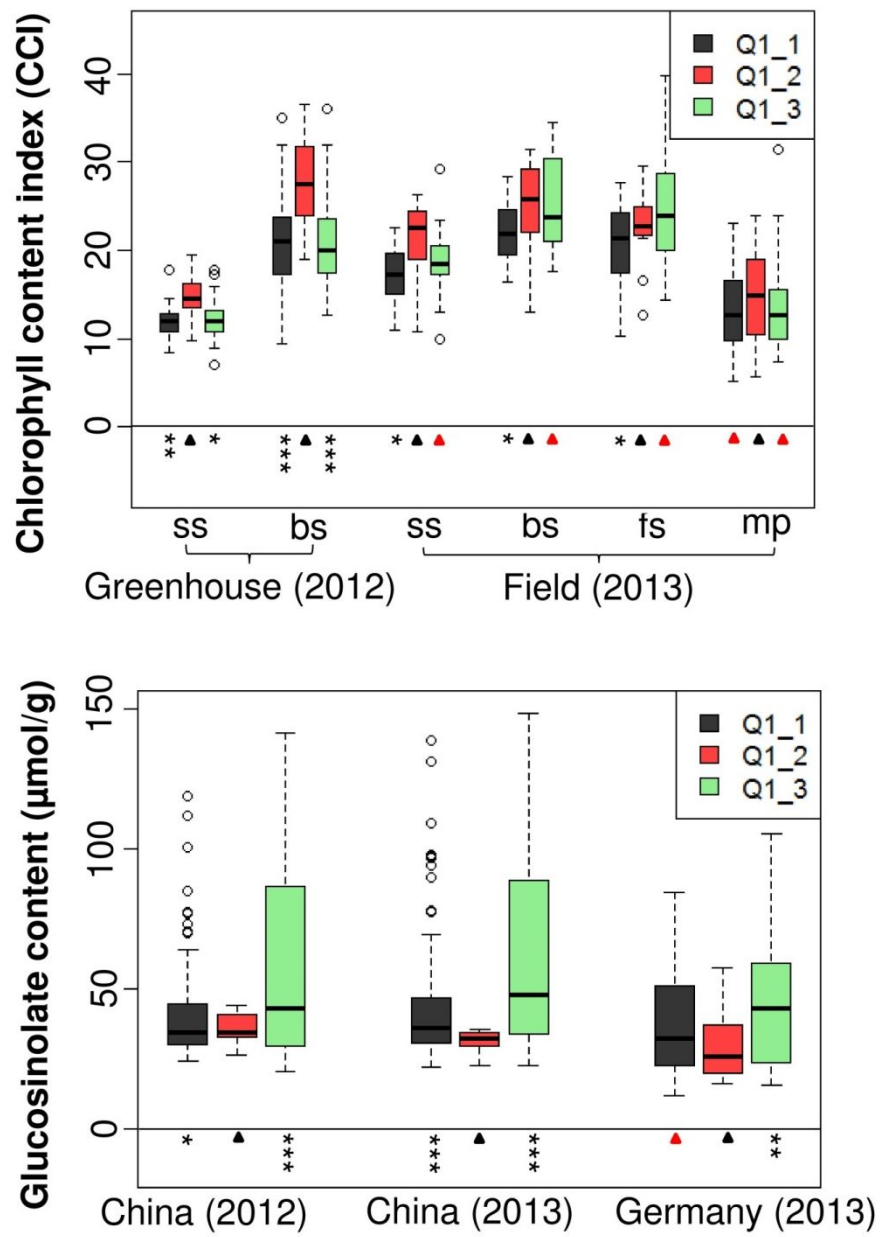 Chlorophyll content index (CCI)
40
30
20
10
0
Q1_1
Q1_2
Q1_3
** ▲ * *** ▲ *** * ▲ ▲ * ▲ ▲ * ▲ ▲ ▲ ▲ ▲
ss bs ss bs fs mp
Greenhouse (2012) Field (2013)
Glucosinolate content (μmol/g)
150
100
50
0
Q1_1
Q1_2
Q1_3
* ▲ *** *** ▲ *** ▲ ▲ **
China (2012) China (2013) Germany (2013)